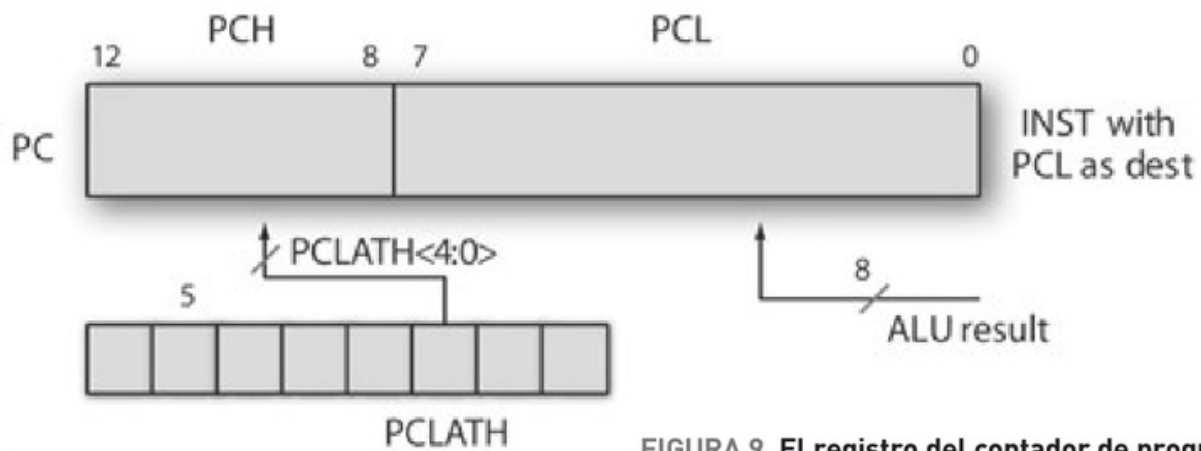 PCH PCL
12 8 7 0
PC
INST with
PCL as dest
PCLATH<4:0>
5
8
ALU result
PCLATH
FIGURA 9. El registro del contador de